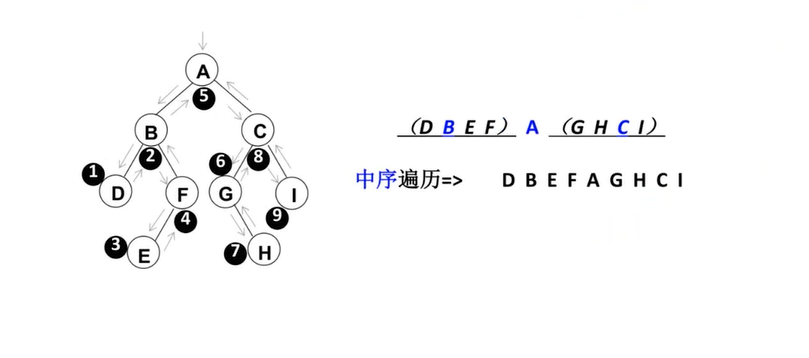 A
5
B
C
1
2
6
8
D
F
G
I
3
4
7
9
E
H
（D B E F） A （G H C I）
中序遍历=> D B E F A G H C I